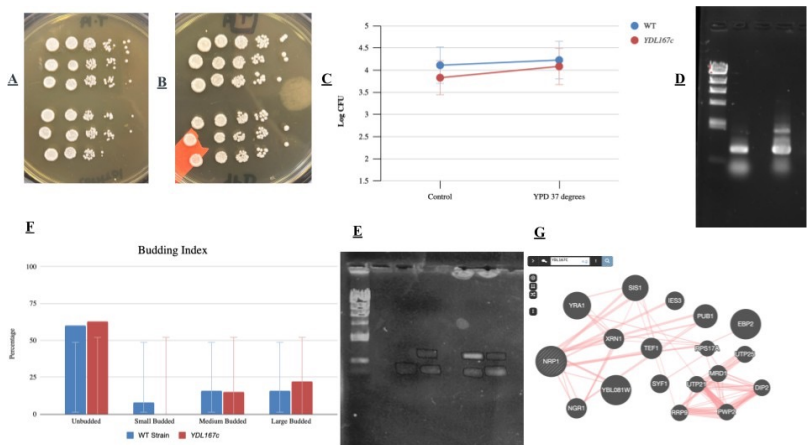 A
B
C
5
4.5
4
3.5
3
2.5
2
1.5
Log CFU
Control
YPD 37 degrees
WT
YDL167c
D
F
Budding Index
100
75
50
25
0
Percentage
Unbudded
Small Budded
Medium Budded
Large Budded
WT Strain
YDL167c
E
G
SIS1
YRA1
IES3
PUB1
EBP2
XRN1
TEF1
RPS17A
UTP25
NRP1
MRD1
YBL081W
SYF1
UTP21
DIP2
NGR1
RRP9
PWP2